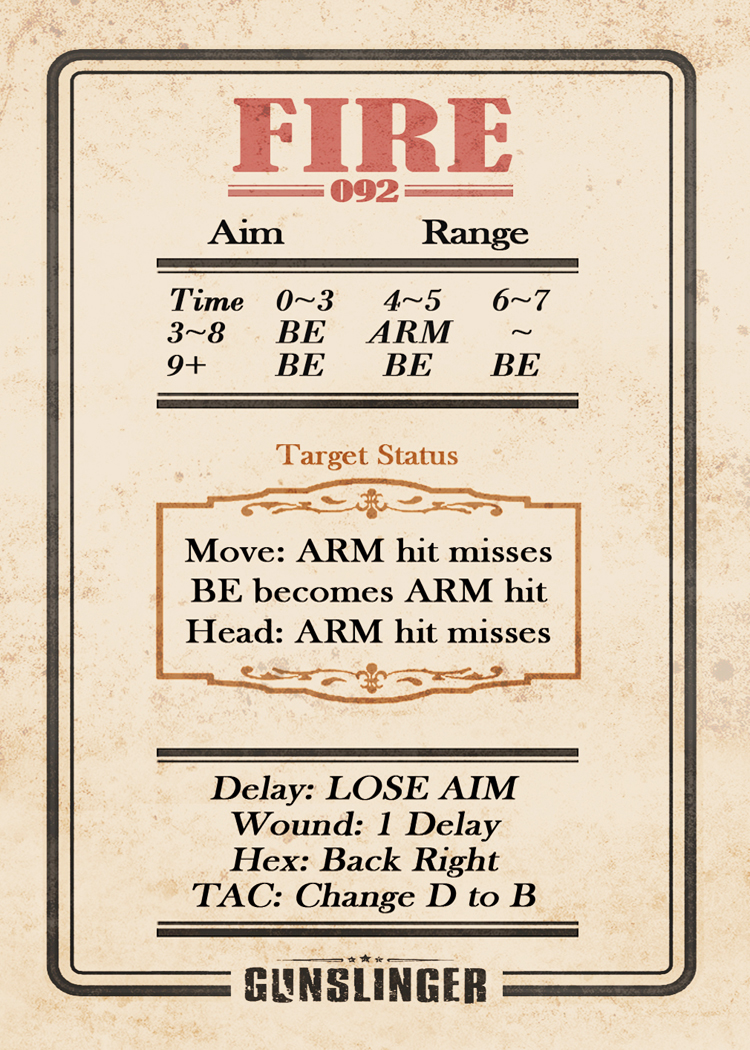 FIRE
092
Aim Range
Time 0~3 4~5 6~7
3~8 BE ARM ~
9+ BE BE BE
Target Status
Move: ARM hit misses
BE becomes ARM hit
Head: ARM hit misses
Delay: LOSE AIM
Wound: 1 Delay
Hex: Back Right
TAC: Change D to B
GUNSLINGER